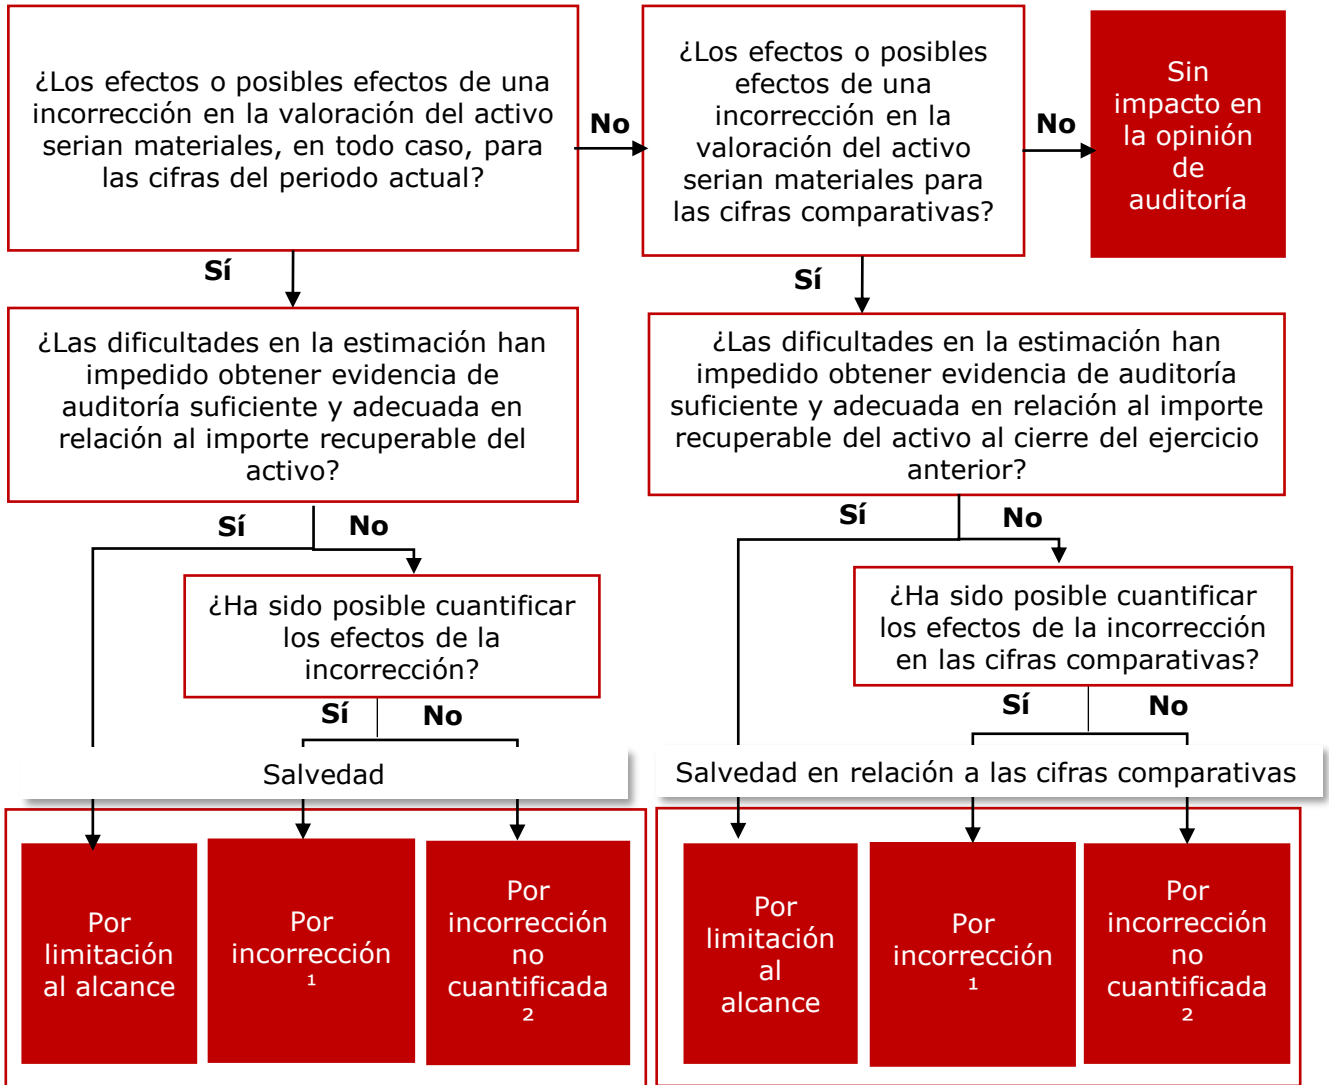 ¿Los efectos o posibles efectos de una
incorrección en la valoración del activo
serian materiales, en todo caso, para
las cifras del periodo actual?
No
¿Los efectos o posibles
efectos de una
incorrección en la
valoración del activo
serian materiales para
las cifras comparativas?
No
Sin
impacto en
la opinión
de
auditoría
Sí
Sí
¿Las dificultades en la estimación han
impedido obtener evidencia de
auditoría suficiente y adecuada en
relación al importe recuperable del
activo?
¿Las dificultades en la estimación han
impedido obtener evidencia de auditoría
suficiente y adecuada en relación al importe
recuperable del activo al cierre del ejercicio
anterior?
Sí
No
Sí
No
¿Ha sido posible cuantificar
los efectos de la
incorrección?
¿Ha sido posible cuantificar
los efectos de la incorrección
en las cifras comparativas?
Sí
No
Sí
No
Salvedad
Salvedad en relación a las cifras comparativas
Por
limitación
al alcance
Por
incorrección
1
Por
incorrección
no
cuantificada
2
Por
limitación
al
alcance
Por
incorrección
1
Por
incorrección
no
cuantificada
2